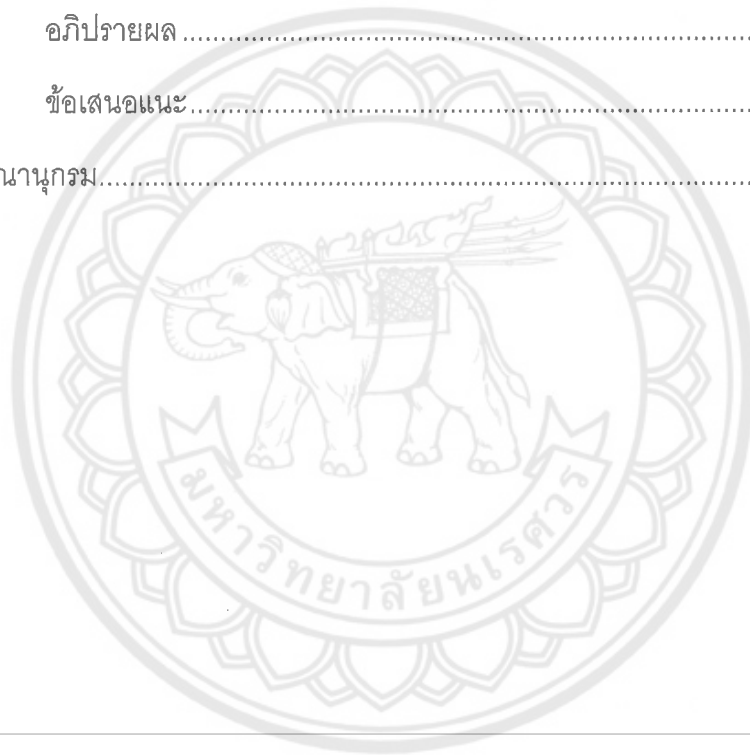 อภิปรายผล
ข้อเสนอแนะ
ณานุกรม
มหาวิทยาลัยนเรศวร